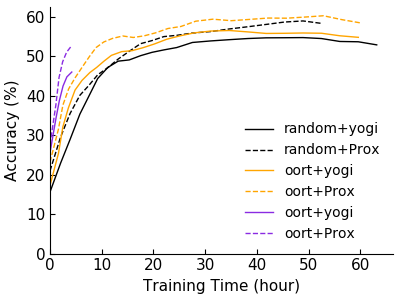 60
50
40
30
20
10
0
Accuracy (%)
random+yogi
random+Prox
oort+yogi
oort+Prox
oort+yogi
oort+Prox
0 10 20 30 40 50 60
Training Time (hour)